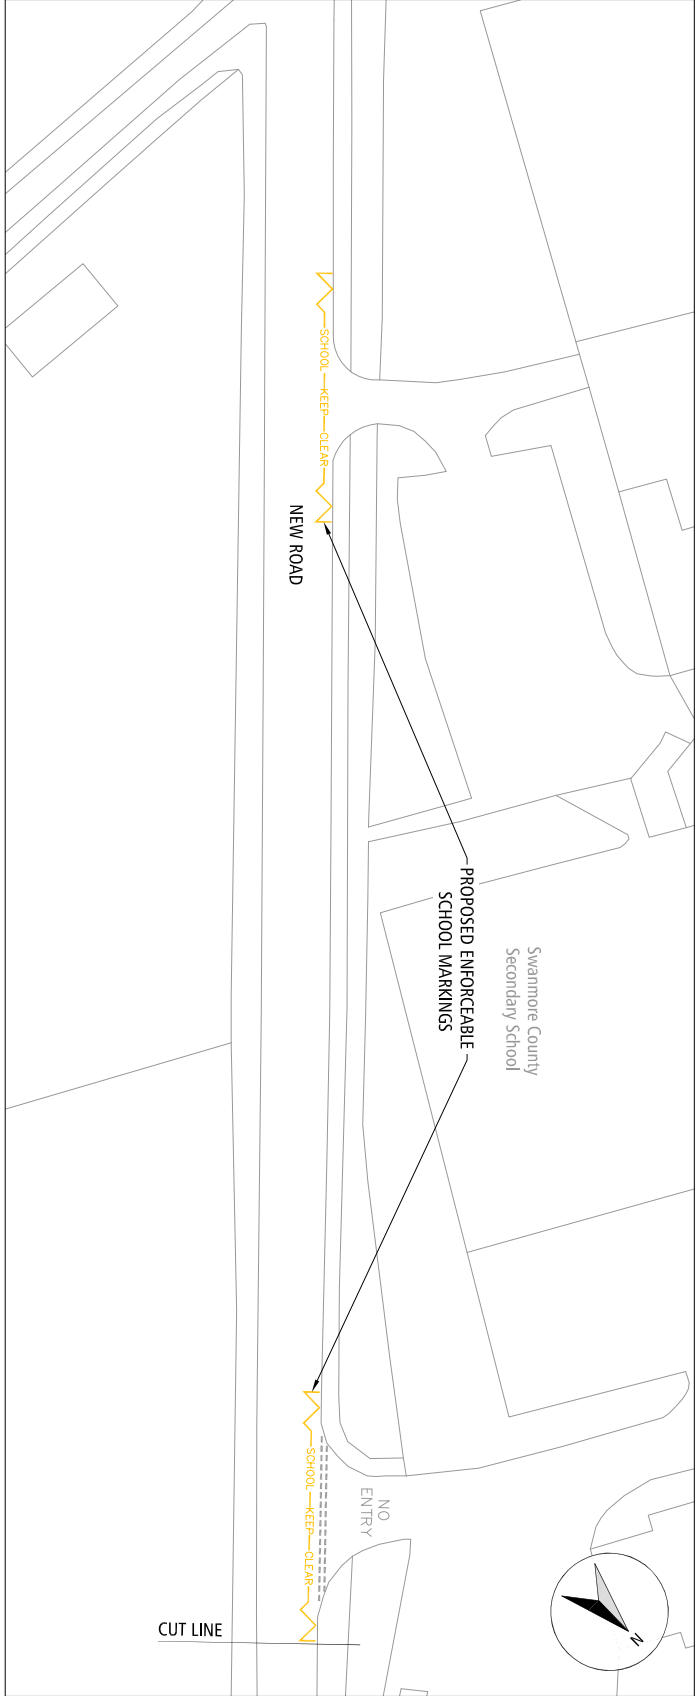 SCHOOL KEEP CLEAR
NEW ROAD
PROPOSED ENFORCEABLE
SCHOOL MARKINGS
Swanmore County
Secondary School
SCHOOL KEEP CLEAR
NO
ENTRY
N
CUT LINE